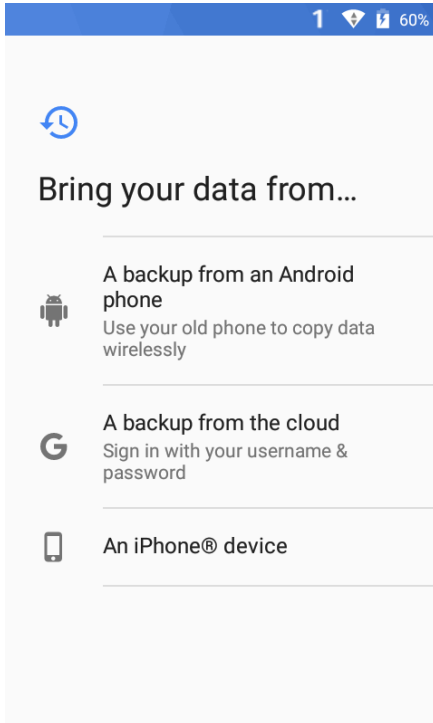 1 60%
Bring your data from…
A backup from an Android
phone
Use your old phone to copy data
wirelessly
A backup from the cloud
Sign in with your username &
password
An iPhone® device